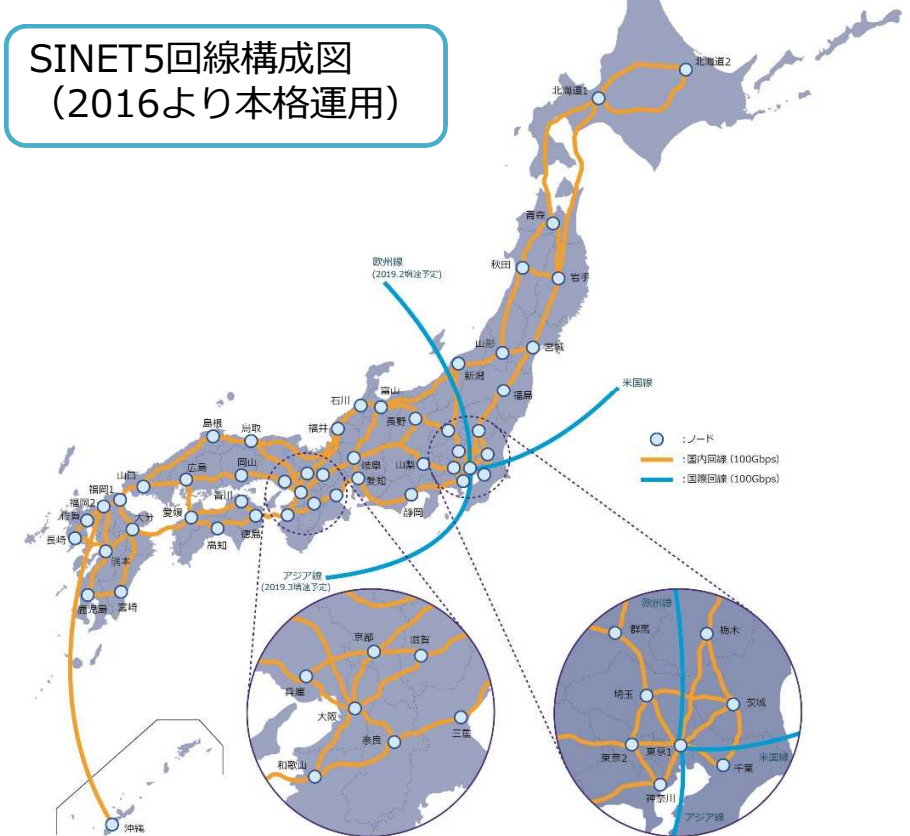 SINET5回線構成図
（2016より本格運用）
北海道2
北海道1
青森
秋田
岩手
欧州線
(2019.2増速予定)
山形
宮城
新潟
福島
米国線
石川
富山
長野
福井
島根
鳥取
岐阜
山梨
愛知
静岡
広島
岡山
山口
香川
福岡1
福岡2
佐賀
大分
愛媛
徳島
高知
長崎
熊本
鹿児島
宮崎
沖縄
アジア線
(2019.3増速予定)
：ノード
：国内回線 (100Gbps)
：国際回線 (100Gbps)
京都
滋賀
兵庫
大阪
奈良
三重
和歌山
欧州線
群馬
栃木
埼玉
茨城
東京2
東京1
米国線
千葉
神奈川
アジア線